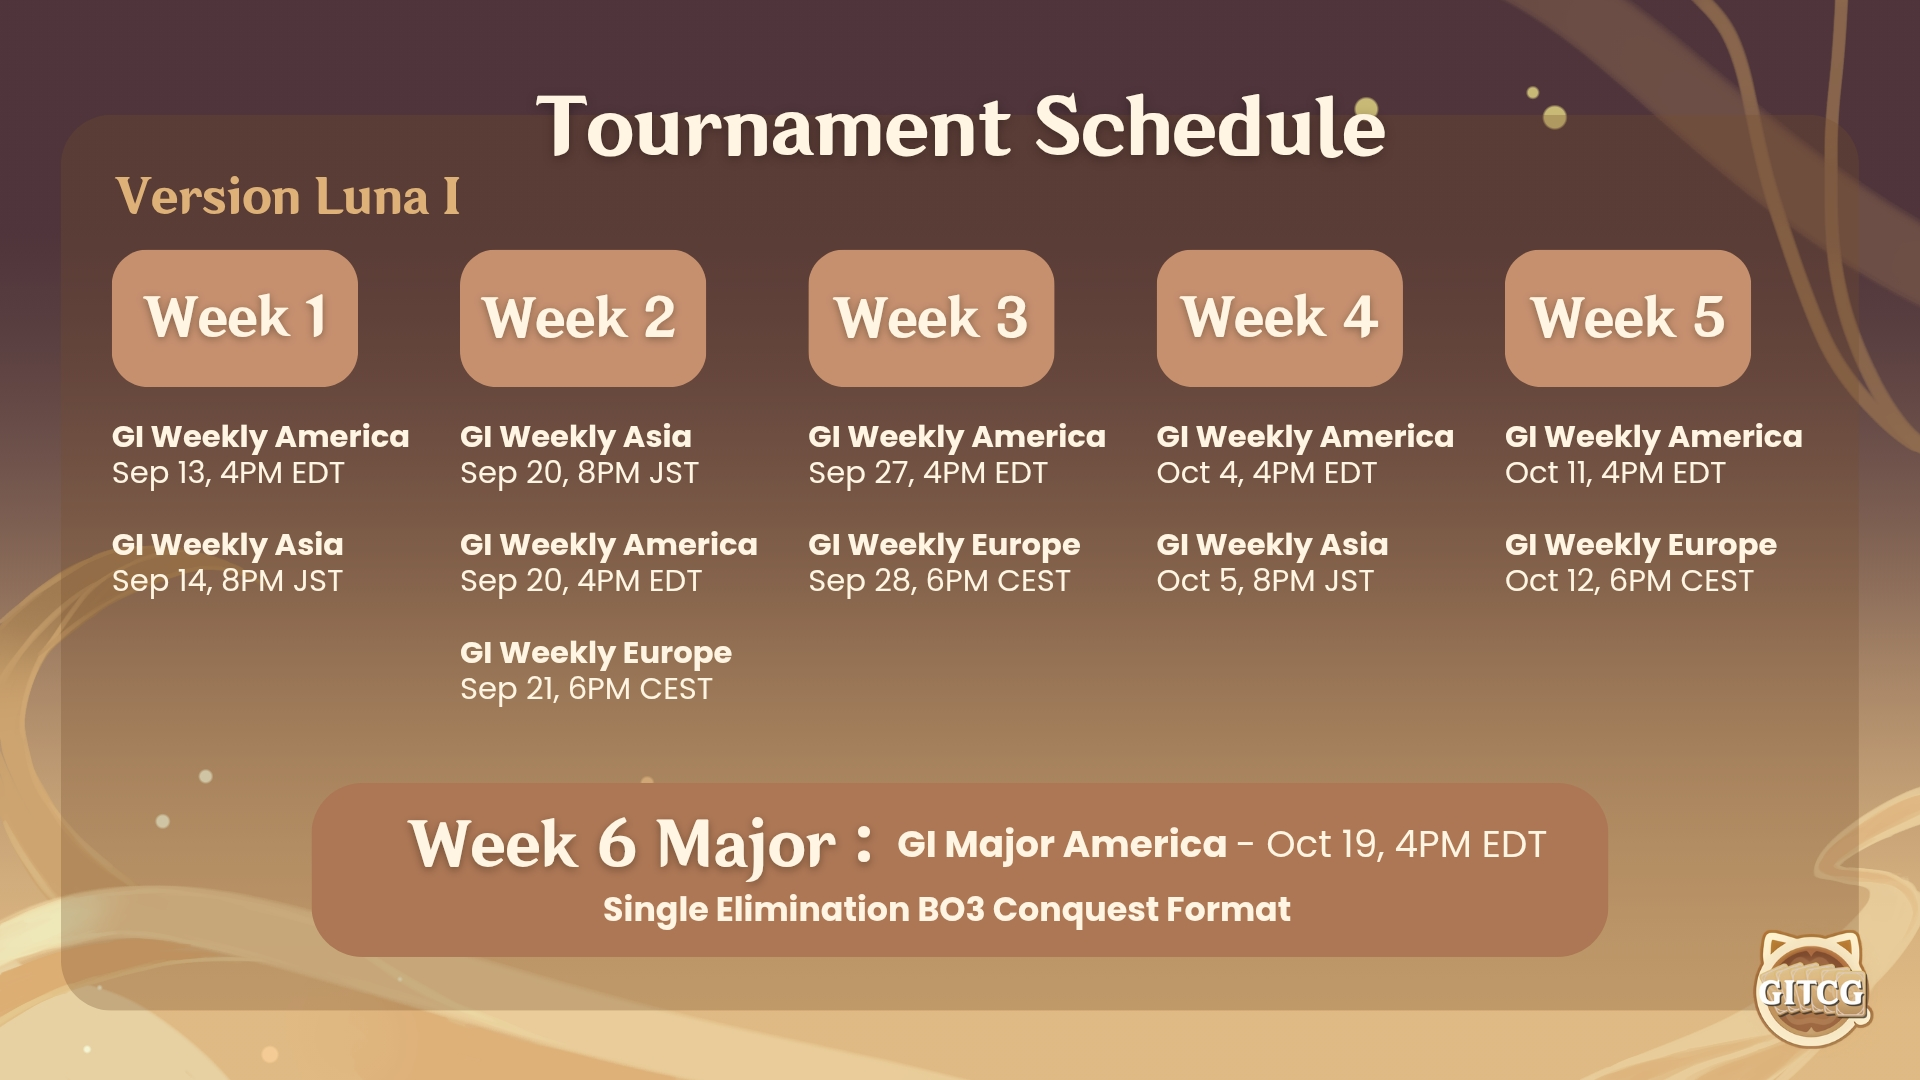 Tournament Schedule
Version Luna I
Week 1
GI Weekly America
Sep 13, 4PM EDT
GI Weekly Asia
Sep 14, 8PM JST
Week 2
GI Weekly Asia
Sep 20, 8PM JST
GI Weekly America
Sep 20, 4PM EDT
GI Weekly Europe
Sep 21, 6PM CEST
Week 3
GI Weekly America
Sep 27, 4PM EDT
GI Weekly Europe
Sep 28, 6PM CEST
Week 4
GI Weekly America
Oct 4, 4PM EDT
GI Weekly Asia
Oct 5, 8PM JST
Week 5
GI Weekly America
Oct 11, 4PM EDT
GI Weekly Europe
Oct 12, 6PM CEST
Week 6 Major : GI Major America - Oct 19, 4PM EDT
Single Elimination BO3 Conquest Format
GITCG